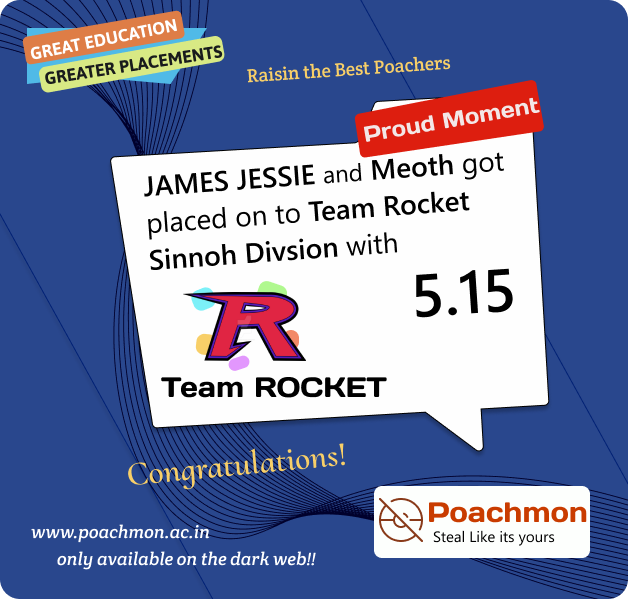 GREAT EDUCATION
GREATER PLACEMENTS
Raisin the Best Poachers
Proud Moment
JAMES JESSIE and Meoth got
placed on to Team Rocket
Sinnoh Divsion with
5.15
R
Team ROCKET
Congratulations!
Poachmon
Steal Like its yours
www.poachmon.ac.in
only available on the dark web!!